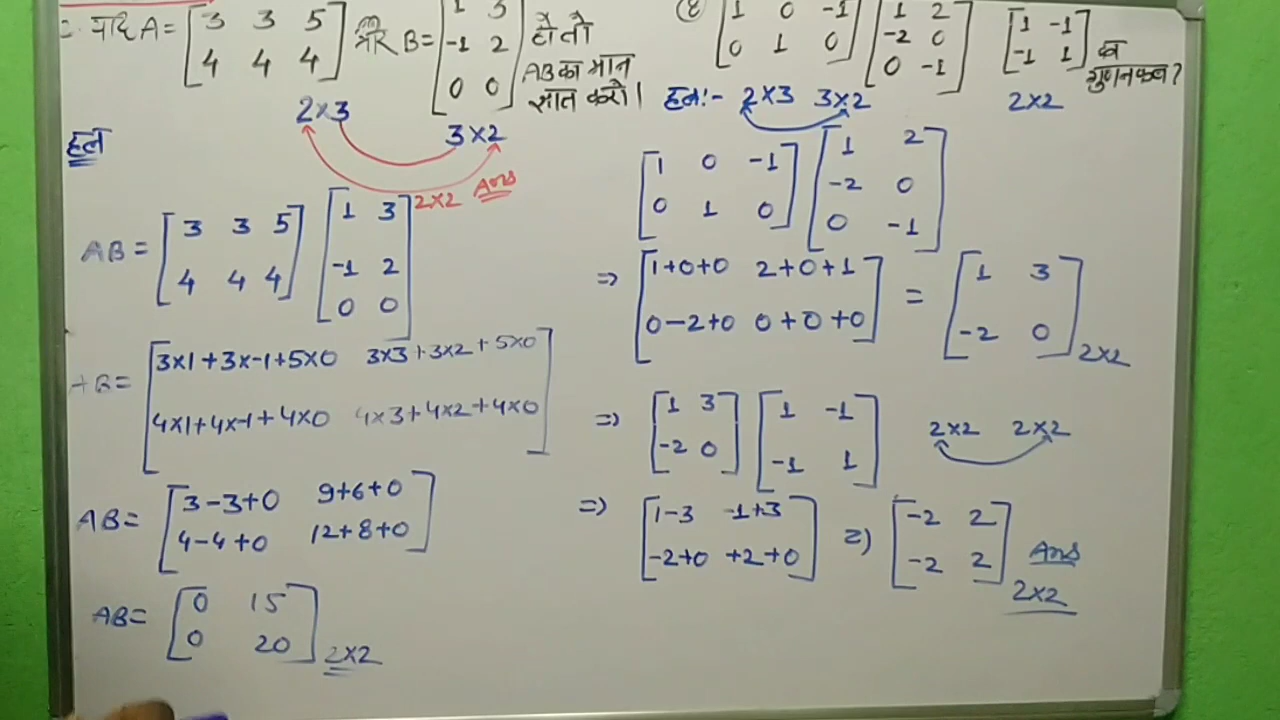 यदि A = [3 3 5
4 4 4] और B = [1 3
-1 2
0 0] हो तो
AB का मान
ज्ञात करो।
2×3
3×2
2×2 Ans
हल
AB = [3 3 5
4 4 4] [1 3
-1 2
0 0]
AB = [3×1+3×-1+5×0 3×3+3×2+5×0
4×1+4×-1+4×0 4×3+4×2+4×0]
AB = [3-3+0 9+6+0
4-4+0 12+8+0]
AB = [0 15
0 20] 2×2
[1 0 -1
0 1 0] [1 2
-2 0
0 -1] [1 -1
-1 1] का
गुणनफल?
हल:- 2×3 3×2 2×2
[1 0 -1
0 1 0] [1 2
-2 0
0 -1]
⇒ [1+0+0 2+0+1
0-2+0 0+0+0] = [1 3
-2 0] 2×2
⇒ [1 3
-2 0] [1 -1
-1 1] 2×2 2×2
⇒ [1-3 -1+3
-2+0 +2+0] ⇒ [-2 2
-2 2] Ans
2×2